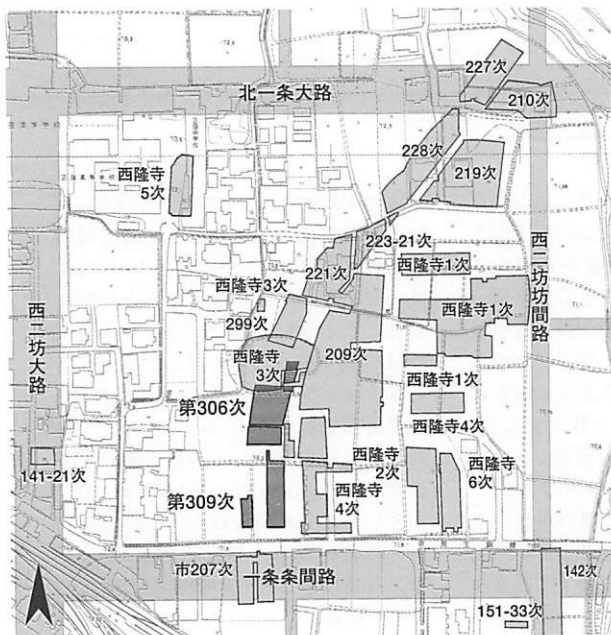 227次
北一条大路
210次
228次
西隆寺
5次
219次
223-21次
西隆寺1次
221次
西隆寺3次
西隆寺1次
299次
209次
西隆寺
3次
西二坊大路
西二坊坊間路
西隆寺1次
第306次
西隆寺4次
西隆寺
2次
西隆寺
6次
141-21次
第309次
西隆寺
4次
市207次
一条条間路
142次
151-33次